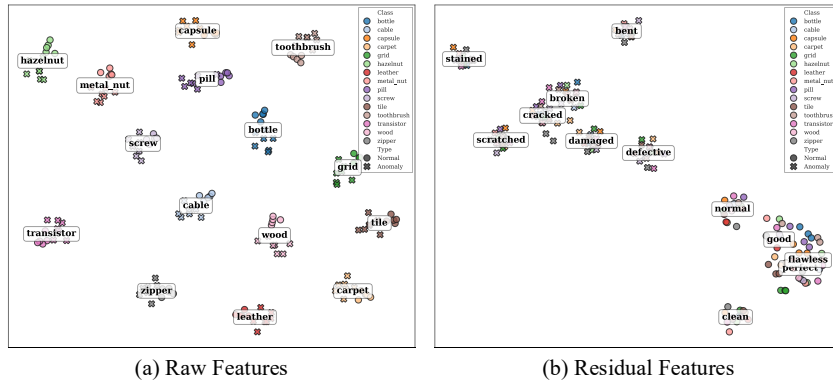 capsule
toothbrush
hazelnut
metal_nut
pill
bottle
screw
grid
cable
transistor
wood
tile
zipper
carpet
leather
Class
bottle
cable
capsule
carpet
grid
hazelnut
leather
metal_nut
pill
screw
tile
toothbrush
transistor
wood
zipper
Type
Normal
Anomaly
(a) Raw Features
bent
stained
broken
cracked
scratched
damaged
defective
normal
good
flawless
perfect
clean
Class
bottle
cable
capsule
carpet
grid
hazelnut
leather
metal_nut
pill
screw
tile
toothbrush
transistor
wood
zipper
Type
Normal
Anomaly
(b) Residual Features